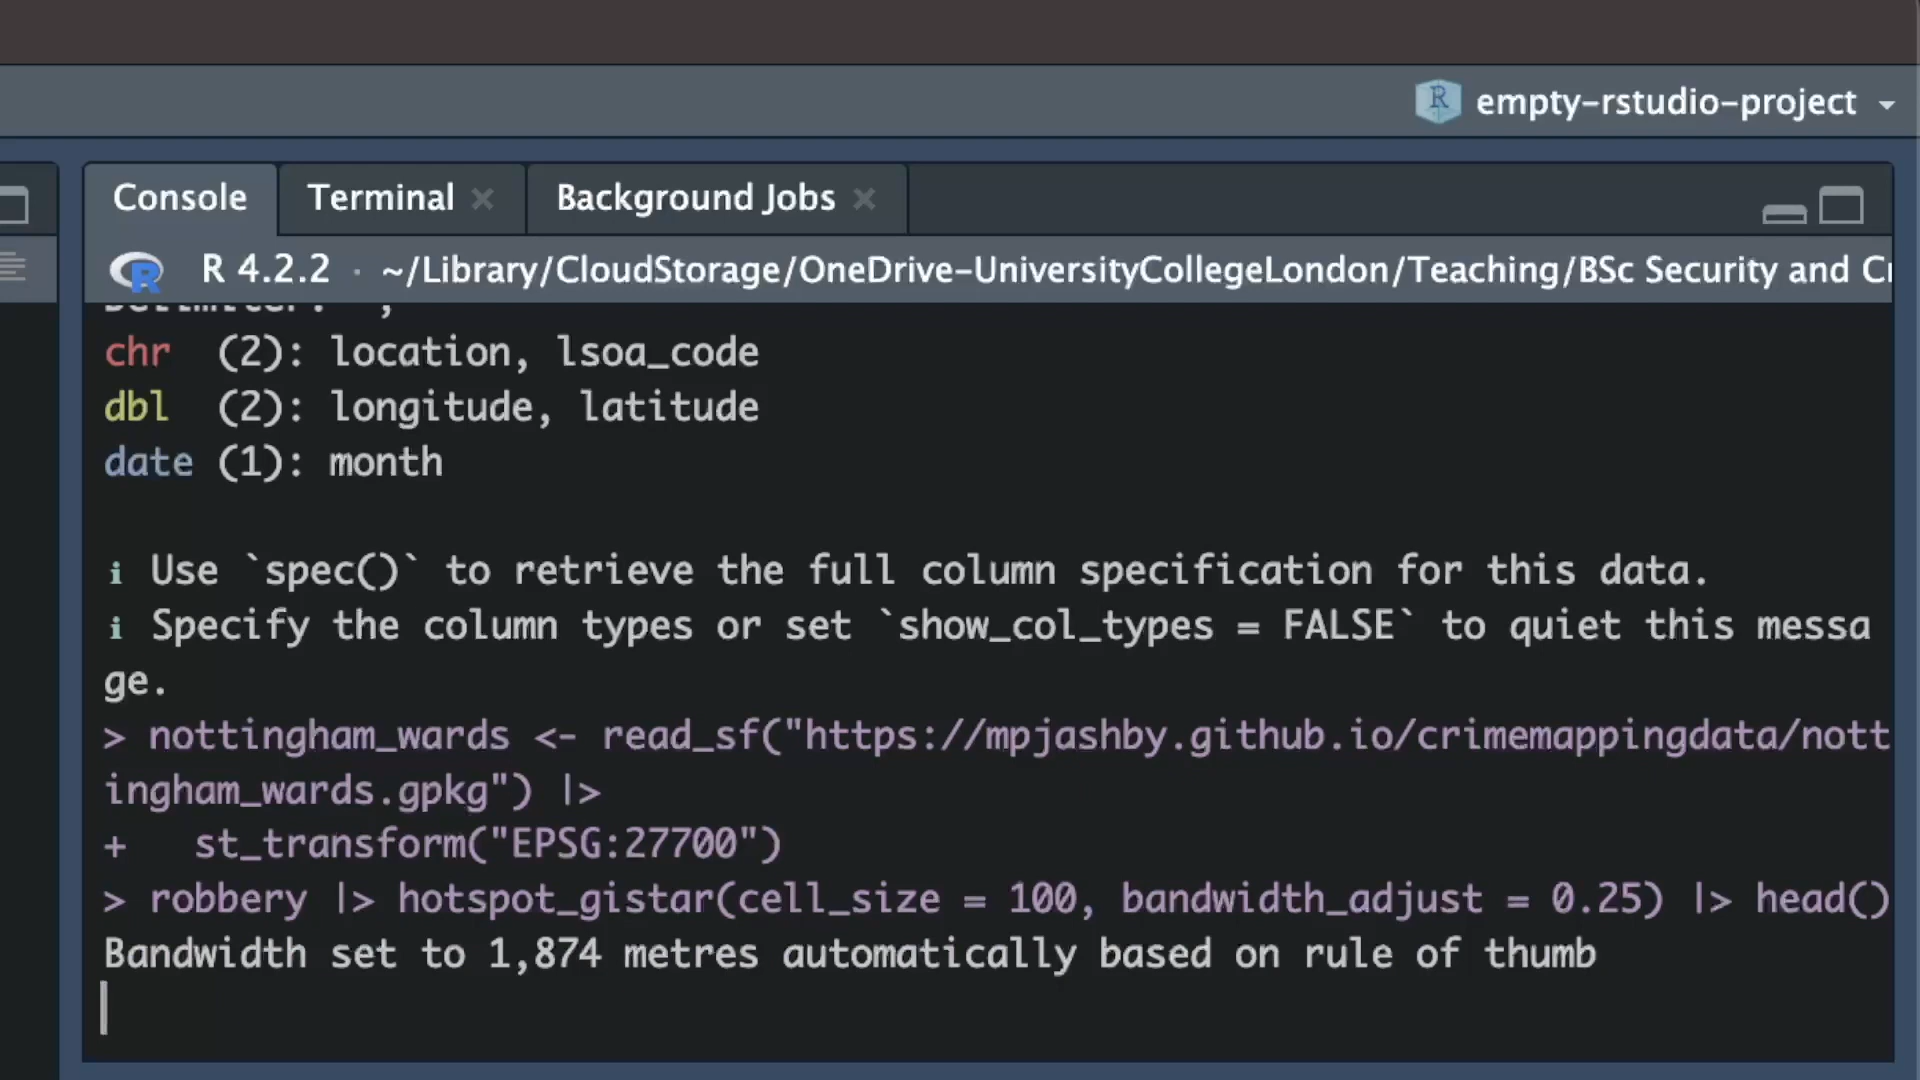 empty-rstudio-project
Console Terminal Background Jobs
R 4.2.2 · ~/Library/CloudStorage/OneDrive-UniversityCollegeLondon/Teaching/BSc Security and
chr (2): location, lsoa_code
dbl (2): longitude, latitude
date (1): month
ℹ Use `spec()` to retrieve the full column specification for this data.
ℹ Specify the column types or set `show_col_types = FALSE` to quiet this messa
ge.
> nottingham_wards <- read_sf("https://mpjashby.github.io/crimemappingdata/nott
ingham_wards.gpkg") |>
+   st_transform("EPSG:27700")
> robbery |> hotspot_gistar(cell_size = 100, bandwidth_adjust = 0.25) |> head()
Bandwidth set to 1,874 metres automatically based on rule of thumb